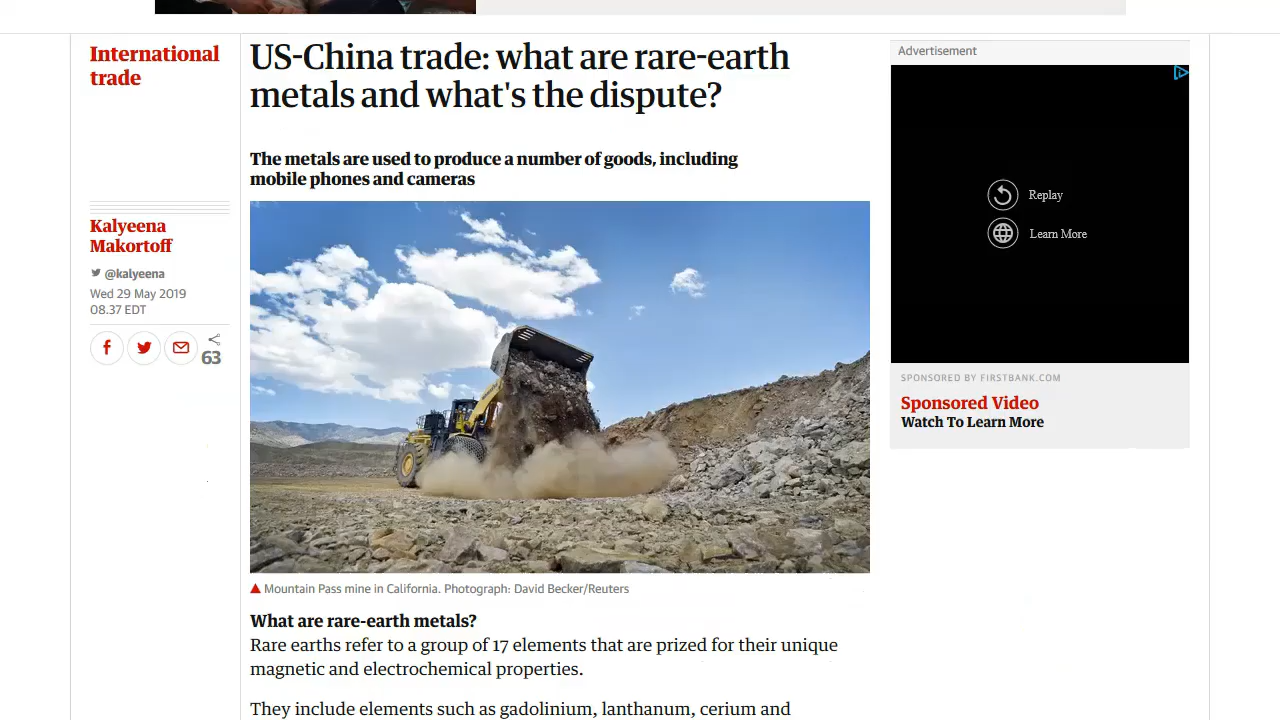 International
trade
US-China trade: what are rare-earth
metals and what's the dispute?
The metals are used to produce a number of goods, including
mobile phones and cameras
Kalyeena
Makortoff
@kalyeena
Wed 29 May 2019
08.37 EDT
63
Mountain Pass mine in California. Photograph: David Becker/Reuters
What are rare-earth metals?
Rare earths refer to a group of 17 elements that are prized for their unique
magnetic and electrochemical properties.
They include elements such as gadolinium, lanthanum, cerium and
Advertisement
Replay
Learn More
SPONSORED BY FIRSTBANK.COM
Sponsored Video
Watch To Learn More